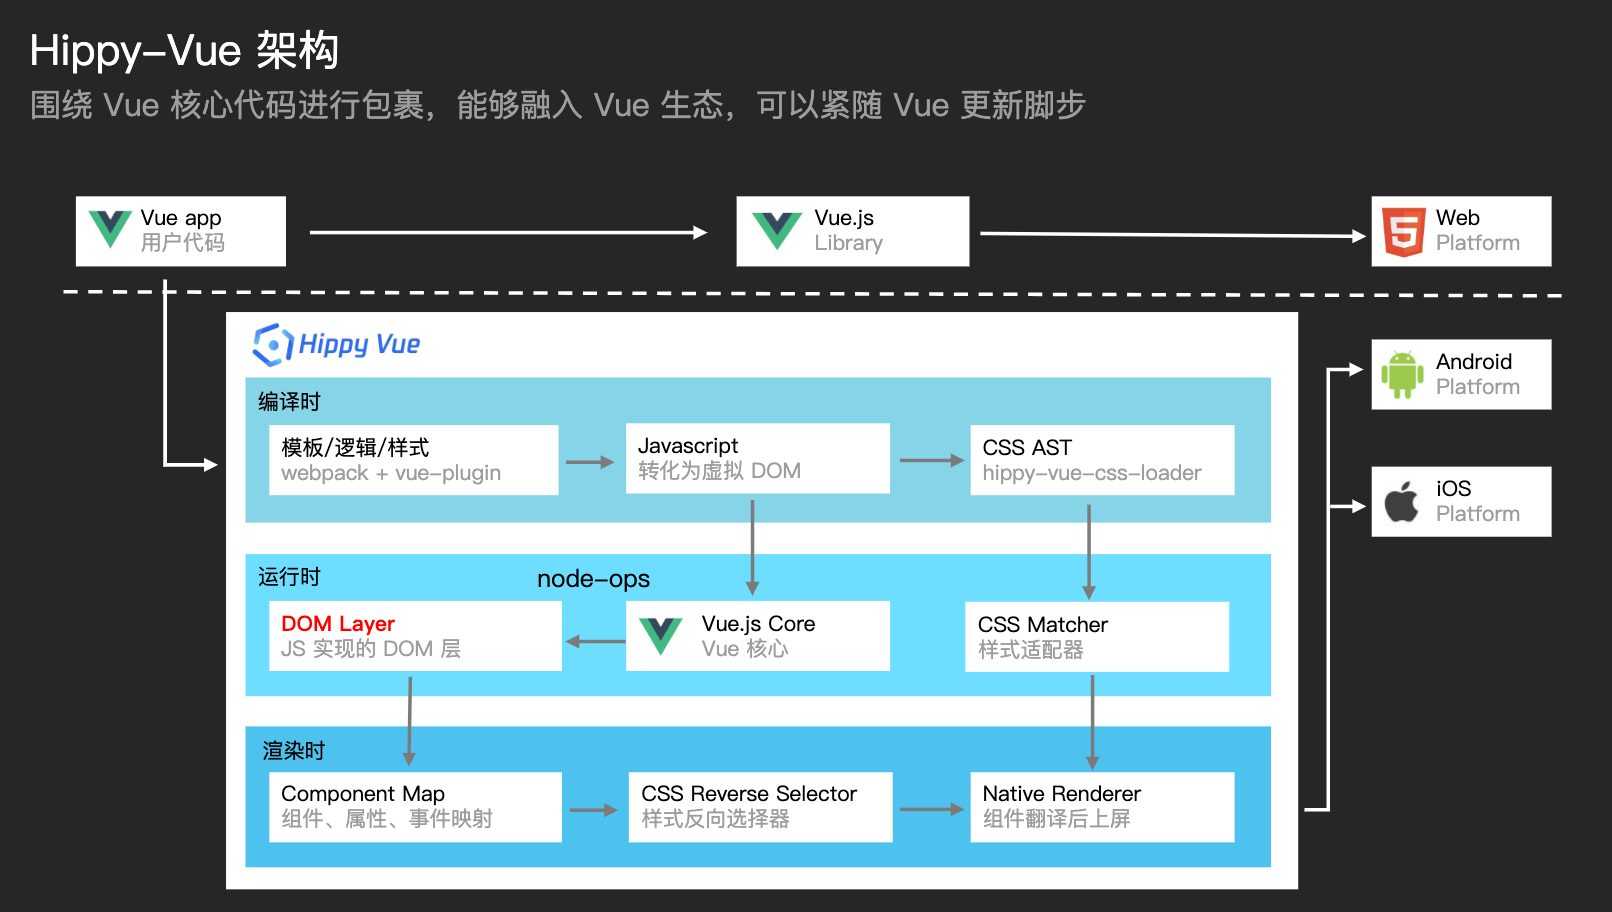 Hippy-Vue 架构
围绕 Vue 核心代码进行包裹，能够融入 Vue 生态，可以紧随 Vue 更新脚步
Vue app
用户代码
Vue.js
Library
Web
Platform
Hippy Vue
编译时
模板/逻辑/样式
webpack + vue-plugin
Javascript
转化为虚拟 DOM
CSS AST
hippy-vue-css-loader
Android
Platform
iOS
Platform
运行时
node-ops
DOM Layer
JS 实现的 DOM 层
Vue.js Core
Vue 核心
CSS Matcher
样式适配器
渲染时
Component Map
组件、属性、事件映射
CSS Reverse Selector
样式反向选择器
Native Renderer
组件翻译后上屏